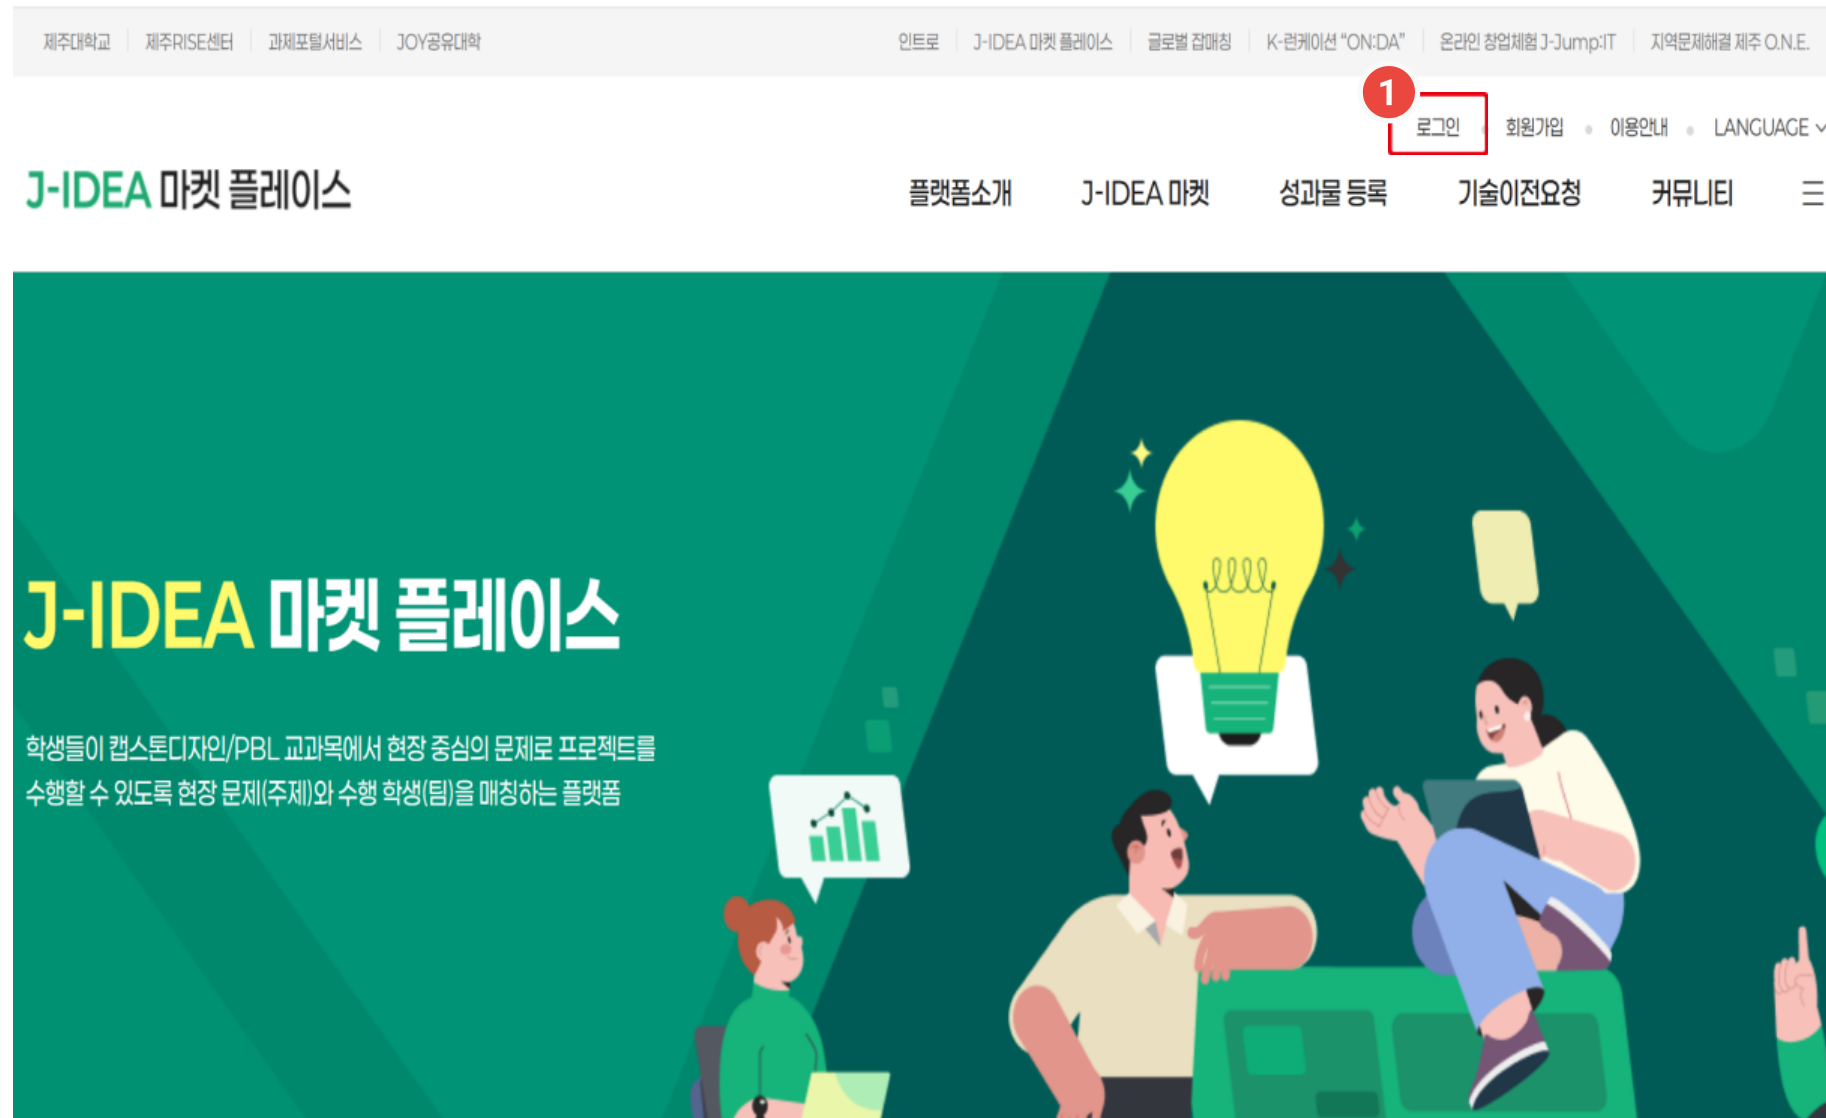 제주대학교 제주RISE센터 과제포털서비스 JOY공유대학 인트로 J-IDEA 마켓 플레이스 글로벌 잡매칭 K-런케이션 “ON:DA” 온라인 창업체험 J-Jump:IT 지역문제해결 제주 O.N.E.
1
로그인 회원가입 이용안내 LANGUAGE
J-IDEA 마켓 플레이스 플랫폼소개 J-IDEA 마켓 성과물 등록 기술이전요청 커뮤니티
J-IDEA 마켓 플레이스
학생들이 캡스톤디자인/PBL 교과목에서 현장 중심의 문제로 프로젝트를
수행할 수 있도록 현장 문제(주제)와 수행 학생(팀)을 매칭하는 플랫폼